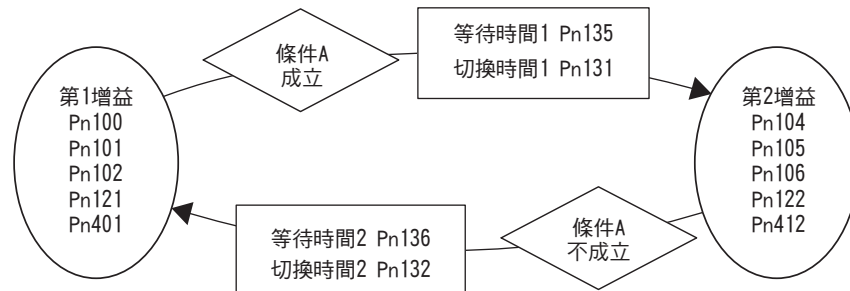 條件A
成立
等待時間1 Pn135
切換時間1 Pn131
第1增益
Pn100
Pn101
Pn102
Pn121
Pn401
第2增益
Pn104
Pn105
Pn106
Pn122
Pn412
等待時間2 Pn136
切換時間2 Pn132
條件A
不成立